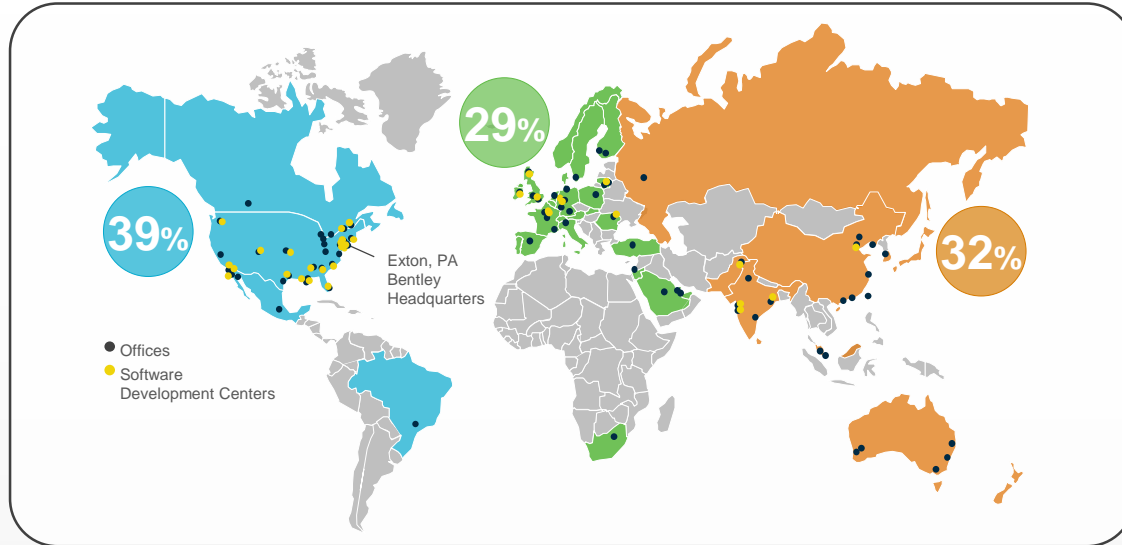 29%
39%
32%
Exton, PA
Bentley
Headquarters
Offices
Software
Development Centers